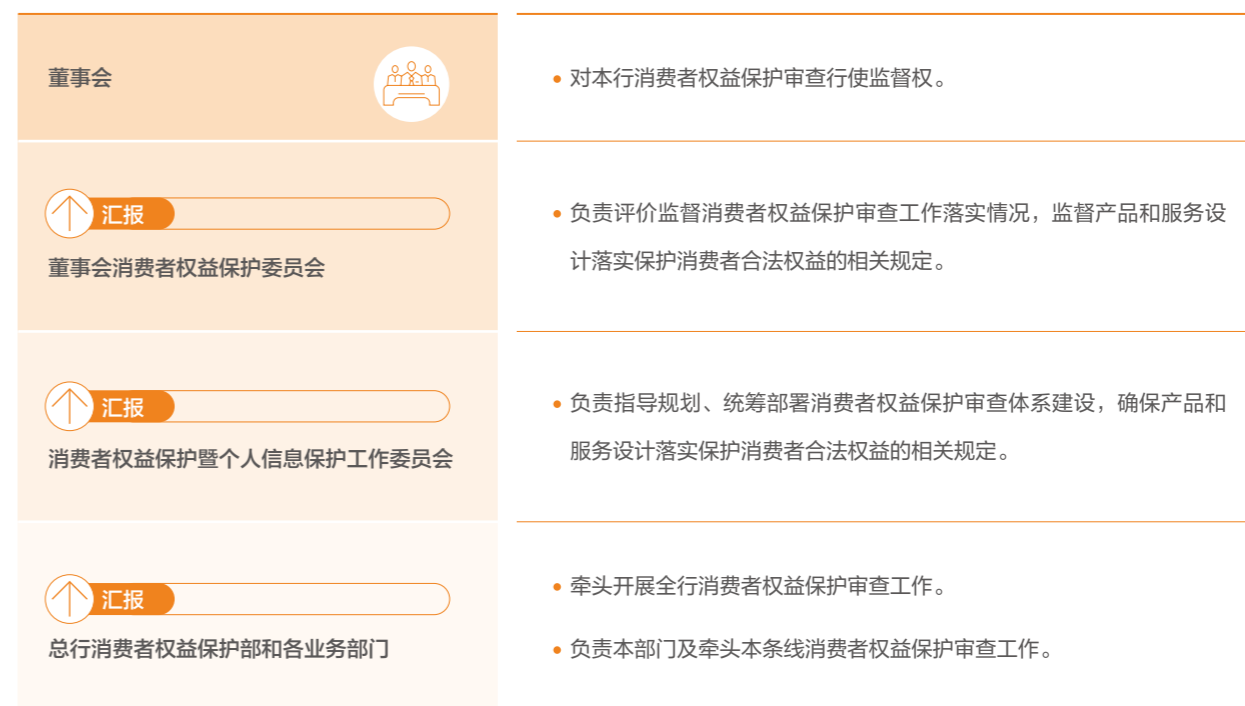 董事会
• 对本行消费者权益保护审查行使监督权。
汇报
董事会消费者权益保护委员会
• 负责评价监督消费者权益保护审查工作落实情况，监督产品和服务设
计落实保护消费者合法权益的相关规定。
汇报
消费者权益保护暨个人信息保护工作委员会
• 负责指导规划、统筹部署消费者权益保护审查体系建设，确保产品和
服务设计落实保护消费者合法权益的相关规定。
汇报
总行消费者权益保护部和各业务部门
• 牵头开展全行消费者权益保护审查工作。
• 负责本部门及牵头本条线消费者权益保护审查工作。